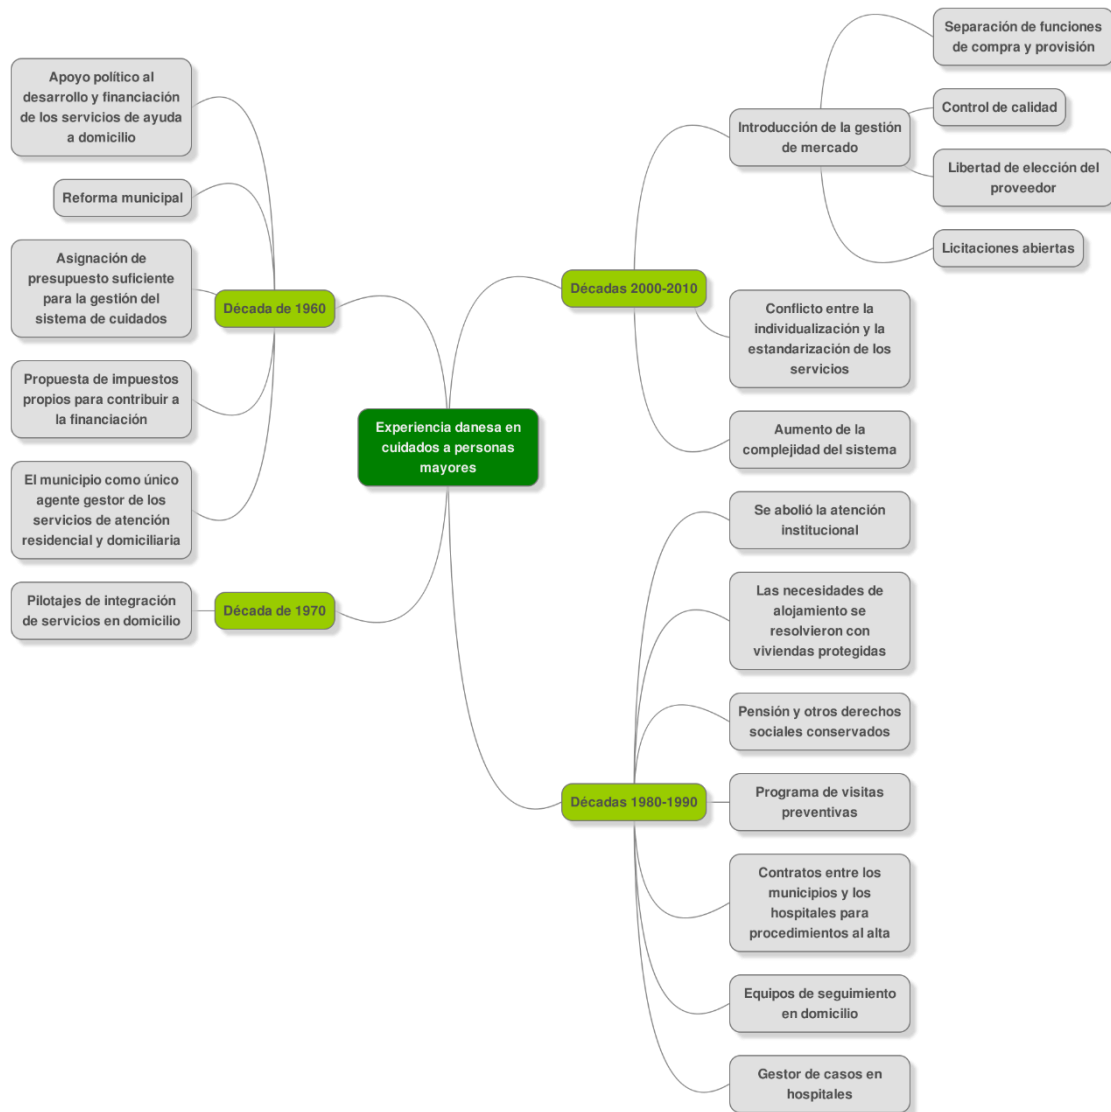 Experiencia danesa en
cuidados a personas
mayores
Década de 1960
Apoyo político al
desarrollo y financiación
de los servicios de ayuda
a domicilio
Reforma municipal
Asignación de
presupuesto suficiente
para la gestión del
sistema de cuidados
Propuesta de impuestos
propios para contribuir a
la financiación
El municipio como único
agente gestor de los
servicios de atención
residencial y domiciliaria
Década de 1970
Pilotajes de integración
de servicios en domicilio
Décadas 1980-1990
Se abolió la atención
institucional
Las necesidades de
alojamiento se
resolvieron con
viviendas protegidas
Pensión y otros derechos
sociales conservados
Programa de visitas
preventivas
Contratos entre los
municipios y los
hospitales para
procedimientos al alta
Equipos de seguimiento
en domicilio
Gestor de casos en
hospitales
Décadas 2000-2010
Introducción de la gestión
de mercado
Separación de funciones
de compra y provisión
Control de calidad
Libertad de elección del
proveedor
Licitaciones abiertas
Conflicto entre la
individualización y la
estandarización de los
servicios
Aumento de la
complejidad del sistema